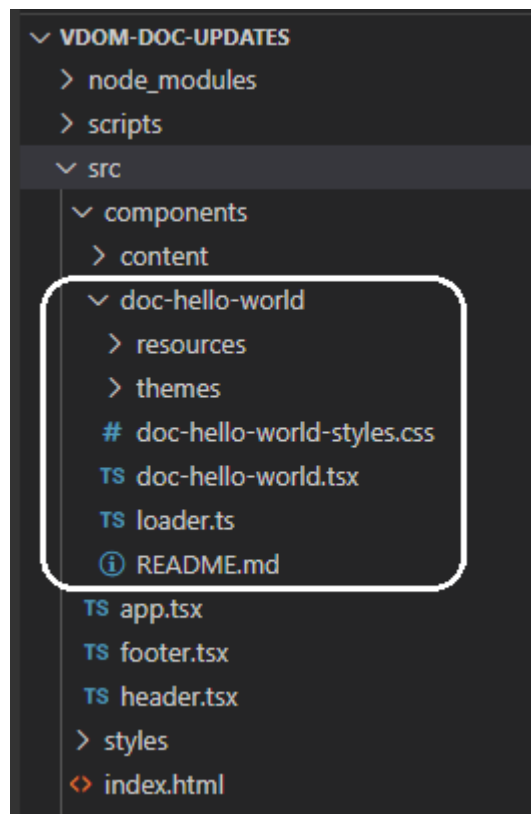 VDOM-DOC-UPDATES
node_modules
scripts
src
components
content
doc-hello-world
resources
themes
# doc-hello-world-styles.css
TS doc-hello-world.tsx
TS loader.ts
README.md
TS app.tsx
TS footer.tsx
TS header.tsx
styles
<> index.html